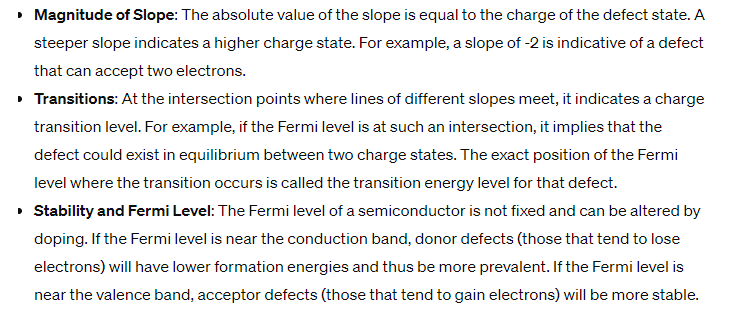 • Magnitude of Slope: The absolute value of the slope is equal to the charge of the defect state. A
steeper slope indicates a higher charge state. For example, a slope of -2 is indicative of a defect
that can accept two electrons.
• Transitions: At the intersection points where lines of different slopes meet, it indicates a charge
transition level. For example, if the Fermi level is at such an intersection, it implies that the
defect could exist in equilibrium between two charge states. The exact position of the Fermi
level where the transition occurs is called the transition energy level for that defect.
• Stability and Fermi Level: The Fermi level of a semiconductor is not fixed and can be altered by
doping. If the Fermi level is near the conduction band, donor defects (those that tend to lose
electrons) will have lower formation energies and thus be more prevalent. If the Fermi level is
near the valence band, acceptor defects (those that tend to gain electrons) will be more stable.